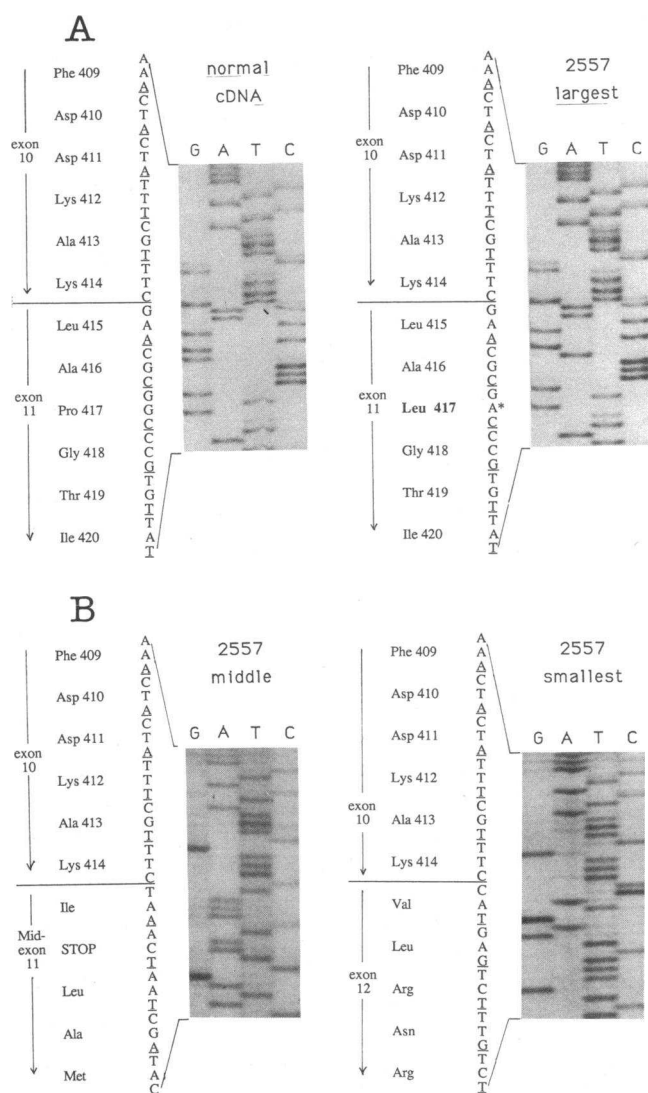 A
normal
cDNA
G A T C
exon
10
exon
11
Phe 409
Asp 410
Asp 411
Lys 412
Ala 413
Lys 414
Leu 415
Ala 416
Pro 417
Gly 418
Thr 419
Ile 420
A A A C T A C T A T T T C G T T T C G A A C G C G G C C C G T G T T A T
2557
largest
G A T C
exon
10
exon
11
Phe 409
Asp 410
Asp 411
Lys 412
Ala 413
Lys 414
Leu 415
Ala 416
Leu 417
Gly 418
Thr 419
Ile 420
A A A C T A C T A T T T C G T T T C G A A C G C G A* C C C G T G T T A T
B
2557
middle
G A T C
exon
10
Mid-
exon
11
Phe 409
Asp 410
Asp 411
Lys 412
Ala 413
Lys 414
Ile
STOP
Leu
Ala
Met
A A A C T A C T A T T T C G T T T C T A A A C T A A T C G A T A C
2557
smallest
G A T C
exon
10
exon
12
Phe 409
Asp 410
Asp 411
Lys 412
Ala 413
Lys 414
Val
Leu
Arg
Asn
Arg
A A A C T A C T A T T T C G T T T C C A T G A G T C T T T G T C T